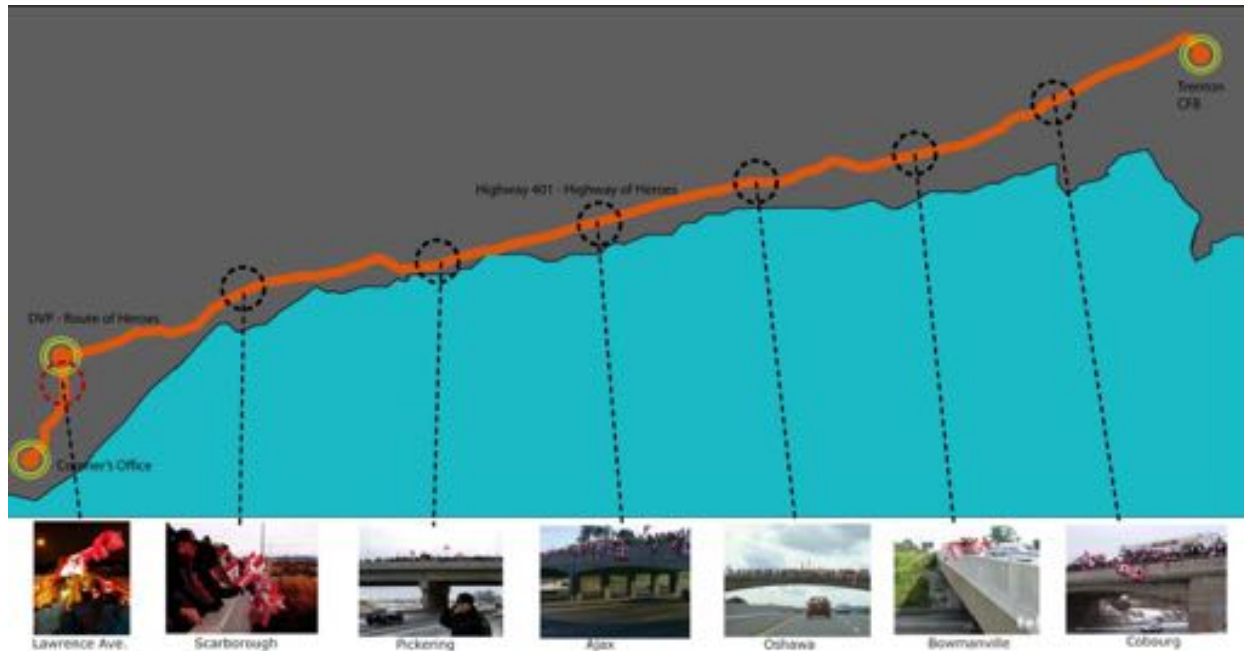 Trenton
CFB
Highway 401 - Highway of Heroes
DVP - Route of Heroes
Coroner's Office
Lawrence Ave.
Scarborough
Pickering
Ajax
Oshawa
Bowmanville
Cobourg